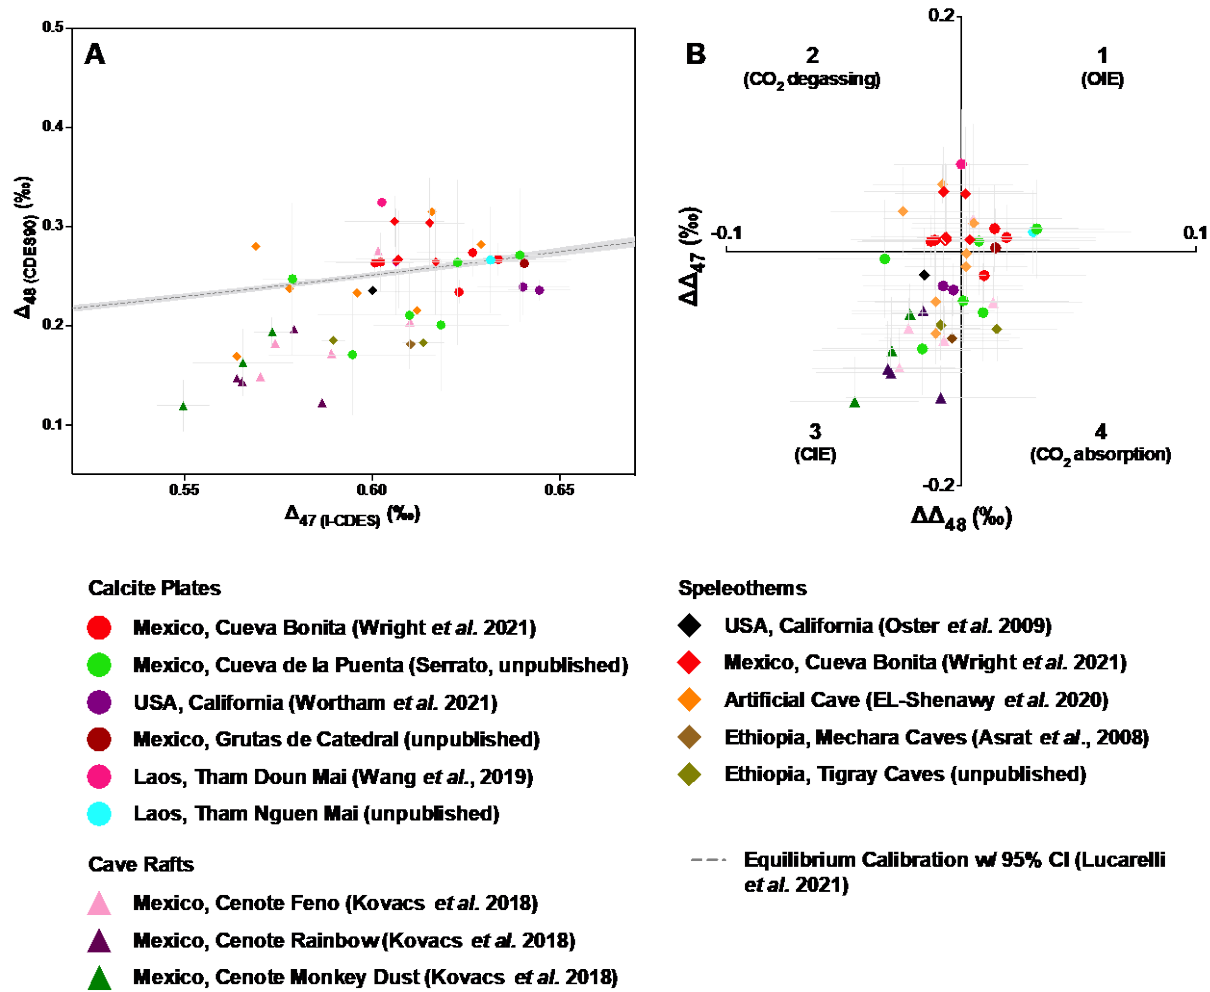 A
0.5
0.4
0.3
0.2
0.1
Δ48 (CDES90) (‰)
0.55
0.60
0.65
Δ47 (I-CDES) (‰)
B
0.2
2
(CO2 degassing)
1
(OIE)
ΔΔ47 (‰)
-0.1
0.1
3
(CIE)
4
(CO2 absorption)
-0.2
ΔΔ48 (‰)
Calcite Plates
Mexico, Cueva Bonita (Wright et al. 2021)
Mexico, Cueva de la Puenta (Serrato, unpublished)
USA, California (Wortham et al. 2021)
Mexico, Grutas de Catedral (unpublished)
Laos, Tham Doun Mai (Wang et al., 2019)
Laos, Tham Nguen Mai (unpublished)
Cave Rafts
Mexico, Cenote Feno (Kovacs et al. 2018)
Mexico, Cenote Rainbow (Kovacs et al. 2018)
Mexico, Cenote Monkey Dust (Kovacs et al. 2018)
Speleothems
USA, California (Oster et al. 2009)
Mexico, Cueva Bonita (Wright et al. 2021)
Artificial Cave (EL-Shenawy et al. 2020)
Ethiopia, Mechara Caves (Asrat et al., 2008)
Ethiopia, Tigray Caves (unpublished)
Equilibrium Calibration w/ 95% CI (Lucarelli
et al. 2021)